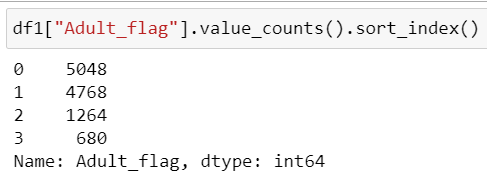 df1["Adult_flag"].value_counts().sort_index()
0    5048
1    4768
2    1264
3     680
Name: Adult_flag, dtype: int64